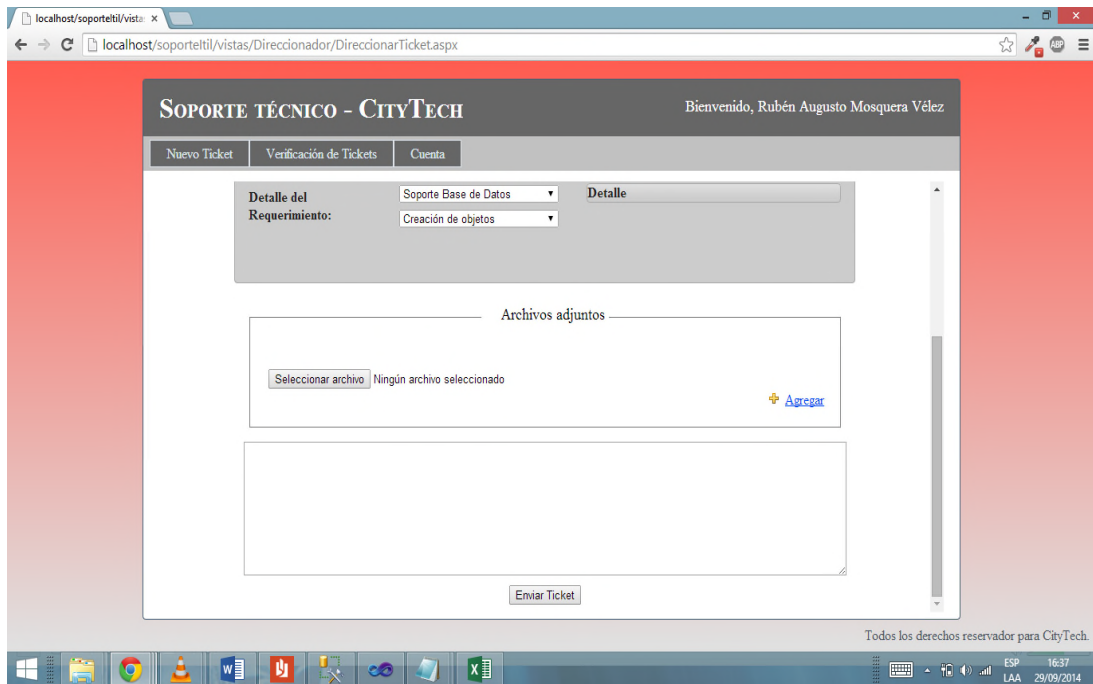 localhost/soporteltil/vista:
localhost/soporteltil/vistas/Direccionador/DireccionarTicket.aspx
ABP
SOPORTE TÉCNICO - CITYTECH
Bienvenido, Rubén Augusto Mosquera Vélez
Nuevo Ticket
Verificación de Tickets
Cuenta
Detalle del
Requerimiento:
Soporte Base de Datos
Detalle
Creación de objetos
Archivos adjuntos
Seleccionar archivo
Ningún archivo seleccionado
Agregar
Enviar Ticket
Todos los derechos reservador para CityTech.
ESP
LAA
16:37
29/09/2014